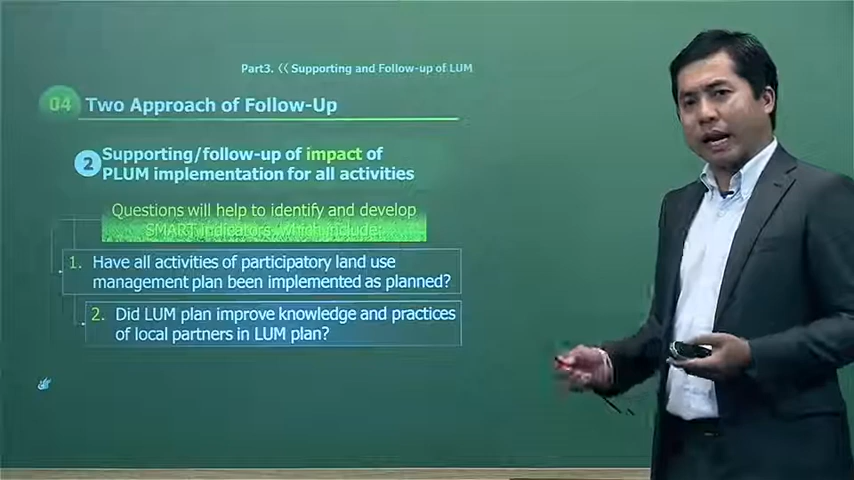 Part3. 《 Supporting and Follow-up of LUM
04 Two Approach of Follow-Up
2 Supporting/follow-up of impact of
PLUM implementation for all activities
Questions will help to identify and develop
SMART indicators, which include:
1. Have all activities of participatory land use
management plan been implemented as planned?
2. Did LUM plan improve knowledge and practices
of local partners in LUM plan?